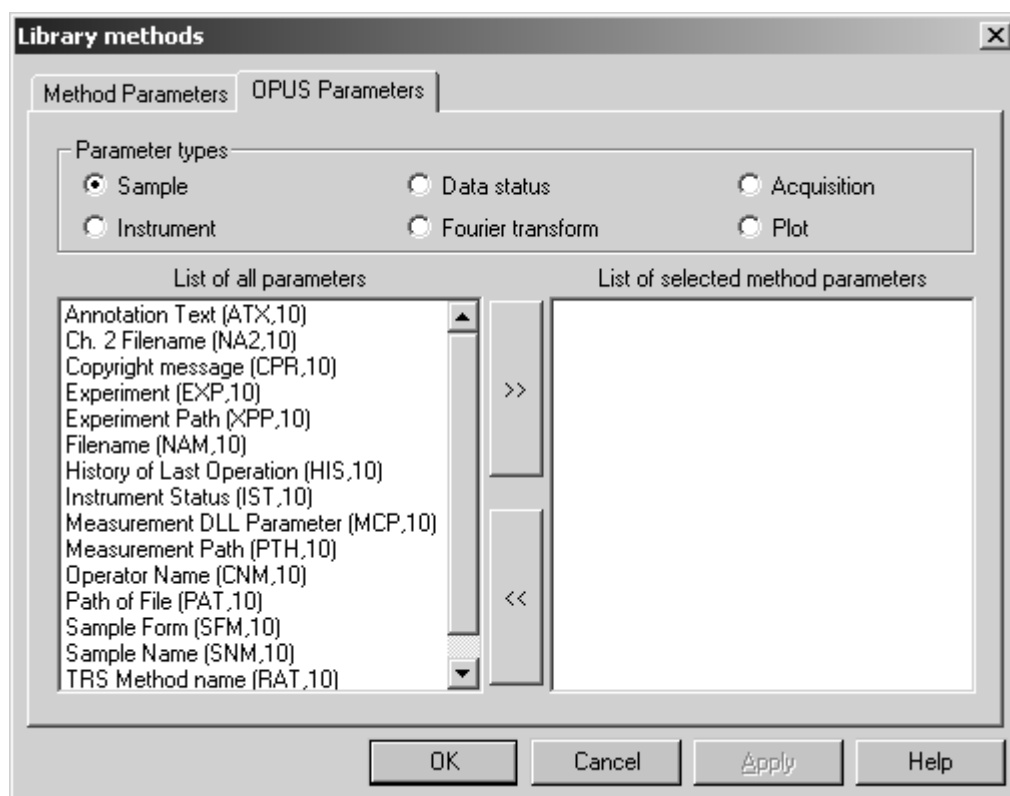 Library methods
Method Parameters OPUS Parameters
Parameter types
Sample Data status Acquisition
Instrument Fourier transform Plot
List of all parameters List of selected method parameters
Annotation Text (ATX,10)
Ch. 2 Filename (NA2,10)
Copyright message (CPR,10)
Experiment (EXP,10)
Experiment Path (XPP,10)
>>
Filename (NAM,10)
History of Last Operation (HIS,10)
Instrument Status (IST,10)
Measurement DLL Parameter (MCP,10)
Measurement Path (PTH,10)
Operator Name (CNM,10)
Path of File (PAT,10)
<<
Sample Form (SFM,10)
Sample Name (SNM,10)
TRS Method name (RAT,10)
OK Cancel Apply Help